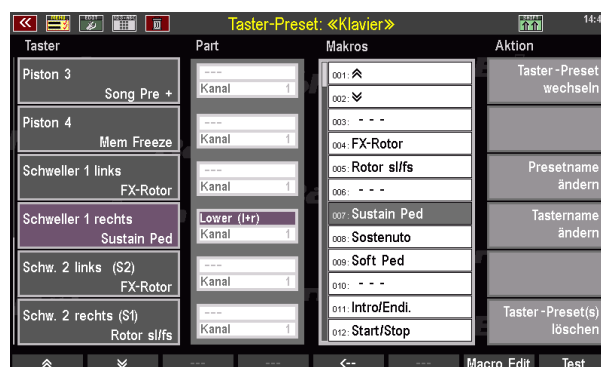 Taster-Preset: «Klavier»
14:4
Taster
Part
Makros
Aktion
Piston 3
Song Pre +
---
Kanal 1
Piston 4
Mem Freeze
---
Kanal 1
Schweller 1 links
FX-Rotor
---
Kanal 1
Schweller 1 rechts
Sustain Ped
Lower (l+r)
Kanal 1
Schw. 2 links (S2)
FX-Rotor
---
Kanal 1
Schw. 2 rechts (S1)
Rotor sl/fs
---
Kanal 1
001:
002:
003: - - -
004: FX-Rotor
005: Rotor sl/fs
006: - - -
007: Sustain Ped
008: Sostenuto
009: Soft Ped
010: - - -
011: Intro/Endi.
012: Start/Stop
Taster-Preset
wechseln
Presetname
ändern
Tastername
ändern
Taster-Preset(s)
löschen
--- --- <-- --- Macro Edit Test